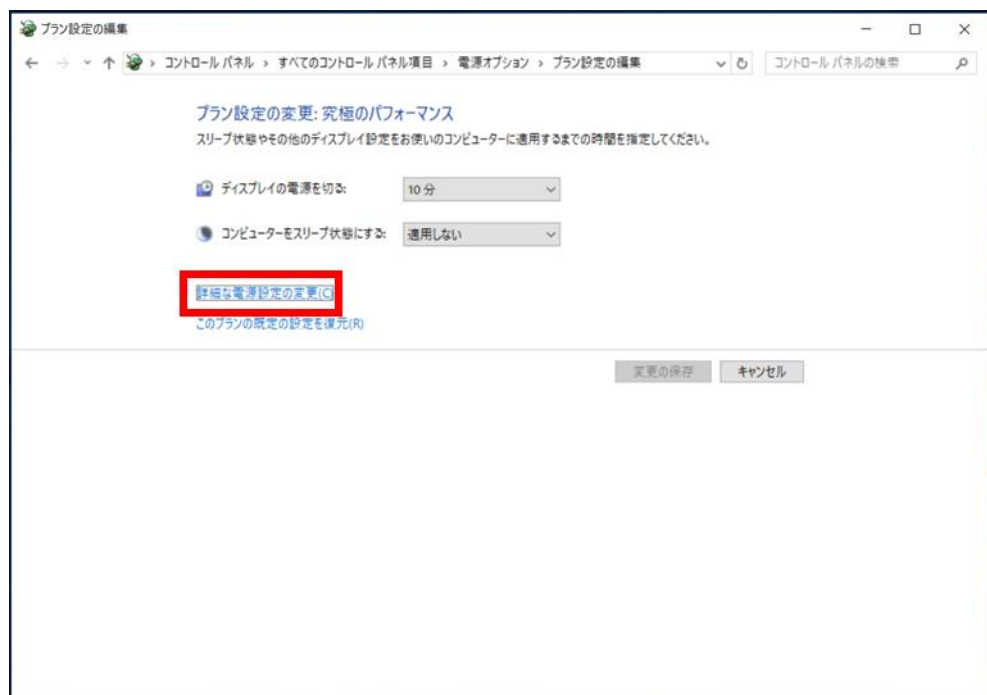 プラン設定の編集
コントロール パネル › すべてのコントロール パネル項目 › 電源オプション › プラン設定の編集
コントロール パネルの検索
プラン設定の変更: 究極のパフォーマンス
スリープ状態やその他のディスプレイ設定をお使いのコンピューターに適用するまでの時間を指定してください。
ディスプレイの電源を切る: 10 分
コンピューターをスリープ状態にする: 適用しない
詳細な電源設定の変更(C)
このプランの既定の設定を復元(R)
変更の保存 キャンセル